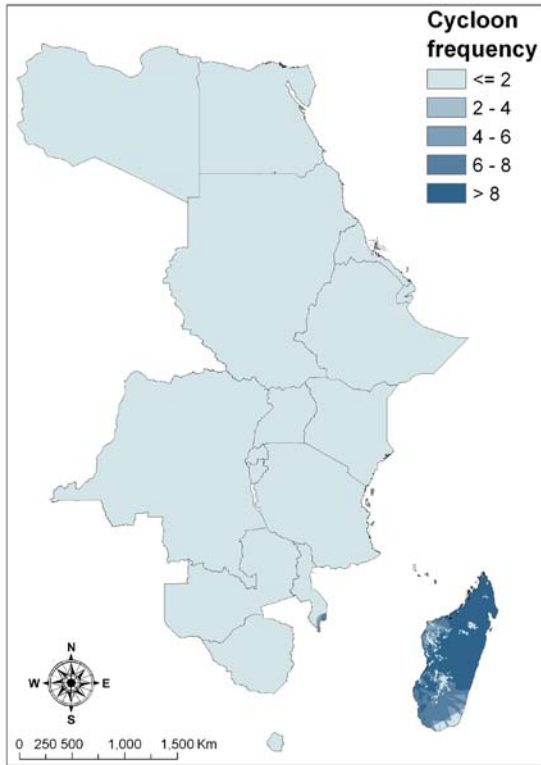 Cycloon
frequency
<= 2
2 - 4
4 - 6
6 - 8
> 8
N
W E
S
0 250 500 1,000 1,500 Km